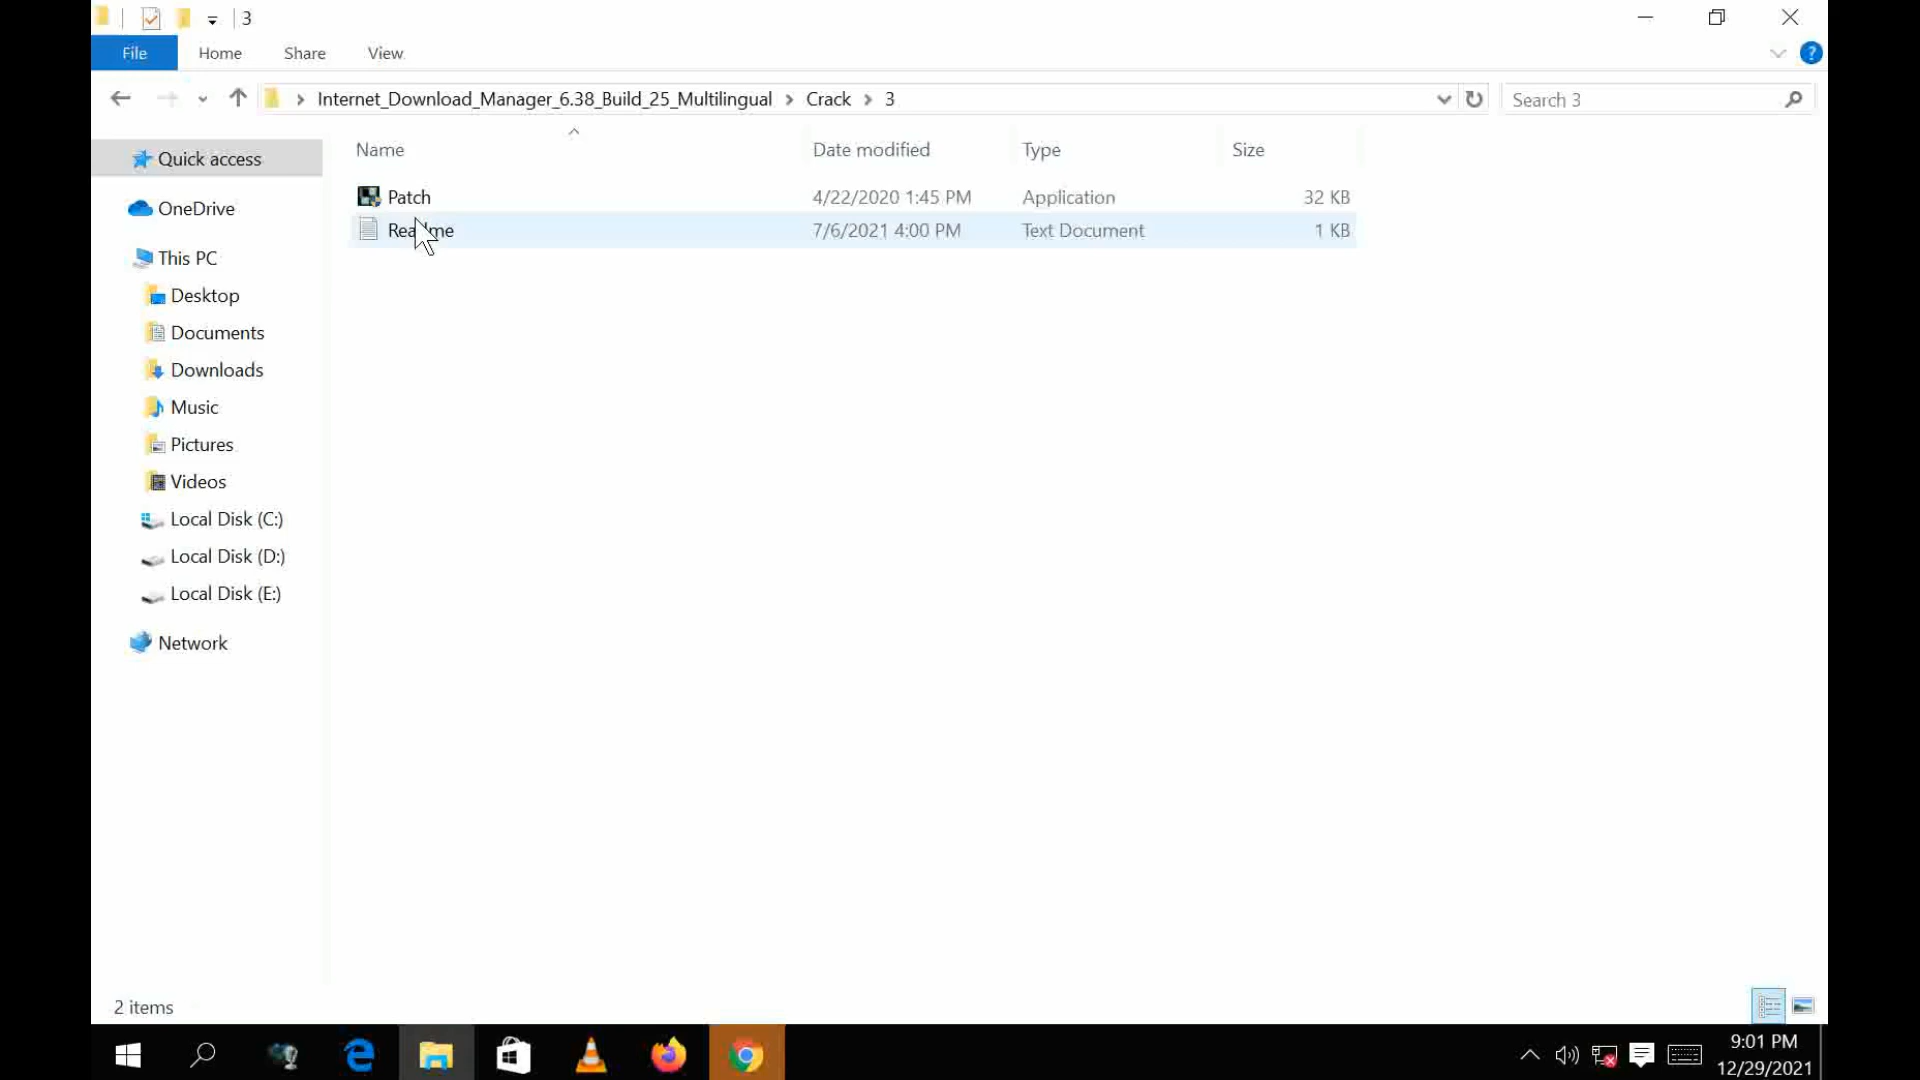 3
File Home Share View
Internet_Download_Manager_6.38_Build_25_Multilingual Crack 3
Search 3
Name Date modified Type Size
Patch 4/22/2020 1:45 PM Application 32 KB
Readme 7/6/2021 4:00 PM Text Document 1 KB
Quick access
OneDrive
This PC
Desktop
Documents
Downloads
Music
Pictures
Videos
Local Disk (C:)
Local Disk (D:)
Local Disk (E:)
Network
2 items
9:01 PM
12/29/2021